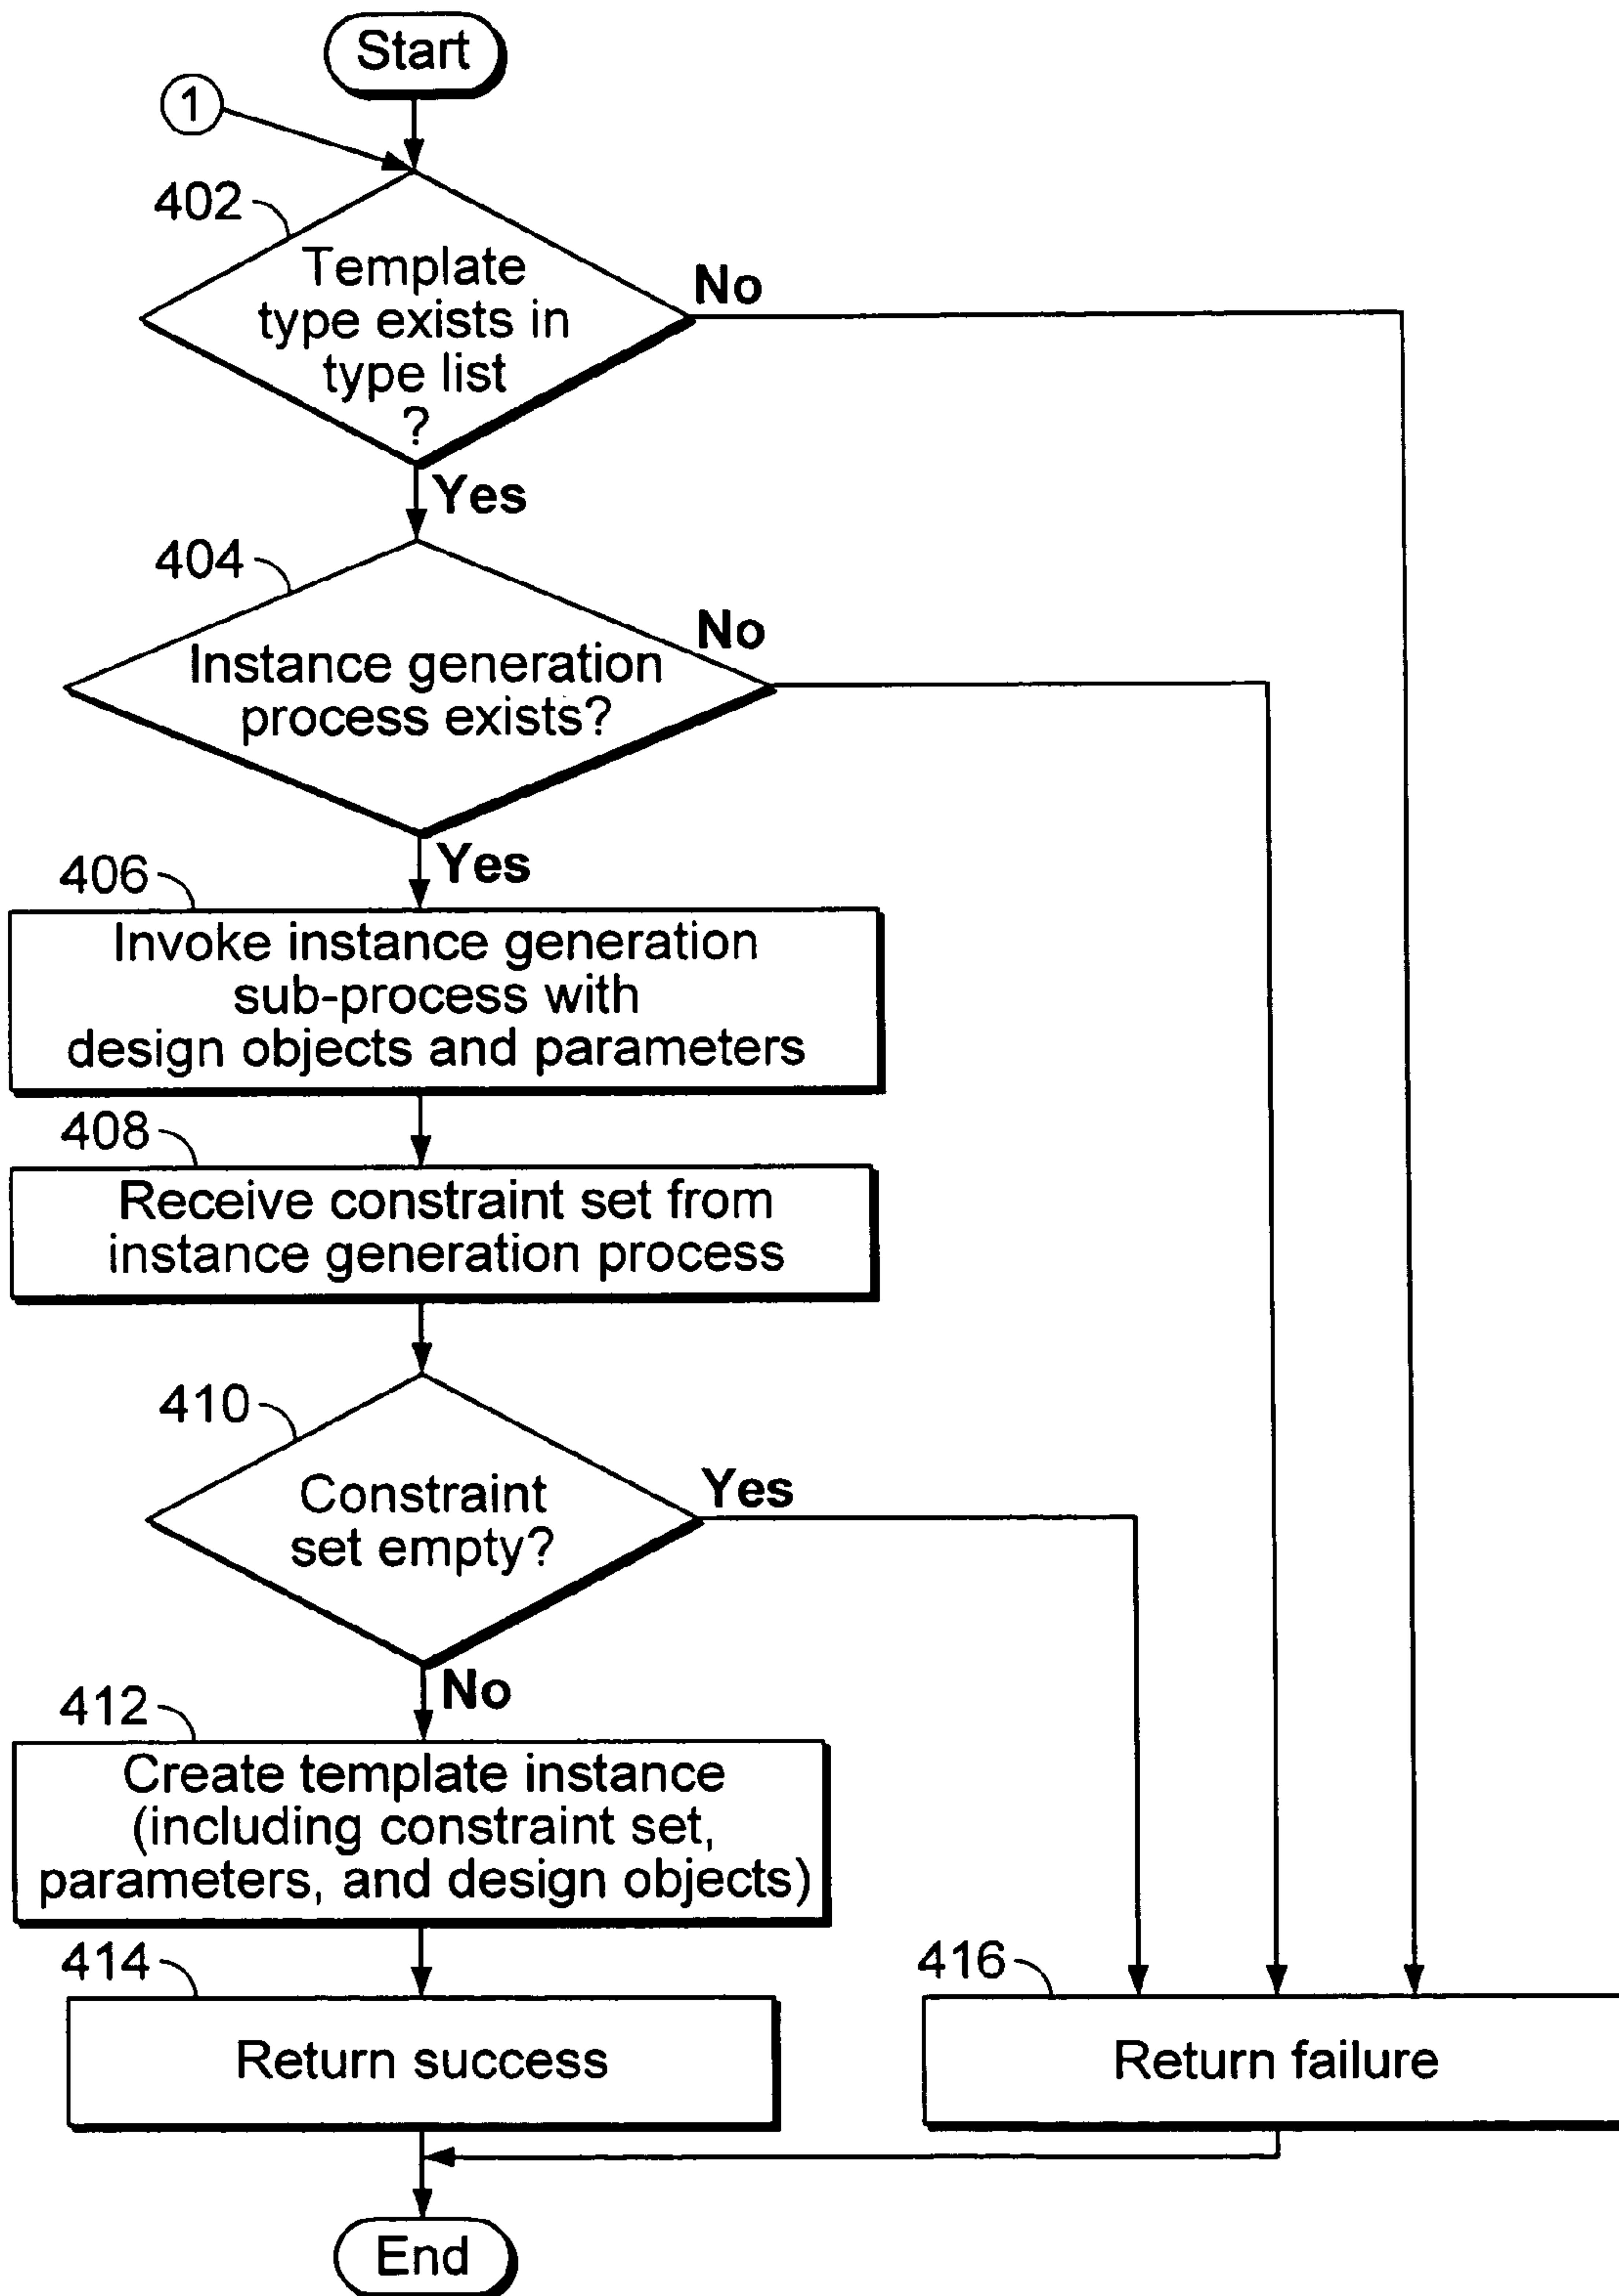 Start
1
402
Template
type exists in
type list
?
No
Yes
404
Instance generation
process exists?
No
Yes
406
Invoke instance generation
sub-process with
design objects and parameters
408
Receive constraint set from
instance generation process
410
Constraint
set empty?
Yes
No
412
Create template instance
(including constraint set,
parameters, and design objects)
414
Return success
416
Return failure
End